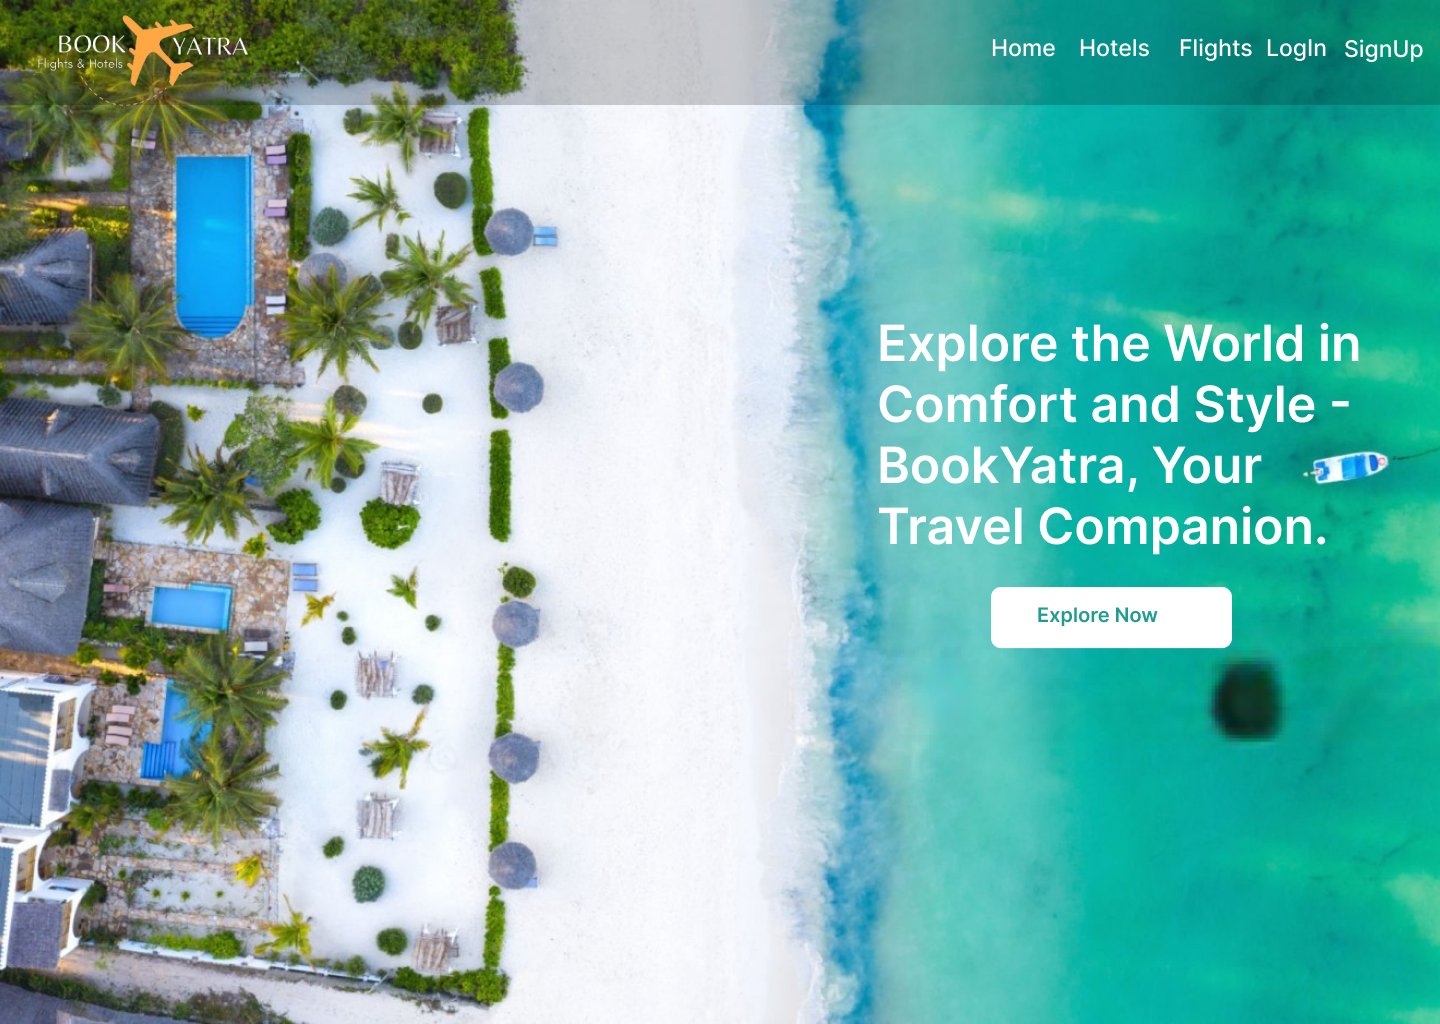 BOOK YATRA
Flights & Hotels
Home Hotels Flights LogIn SignUp
Explore the World in
Comfort and Style -
BookYatra, Your
Travel Companion.
Explore Now